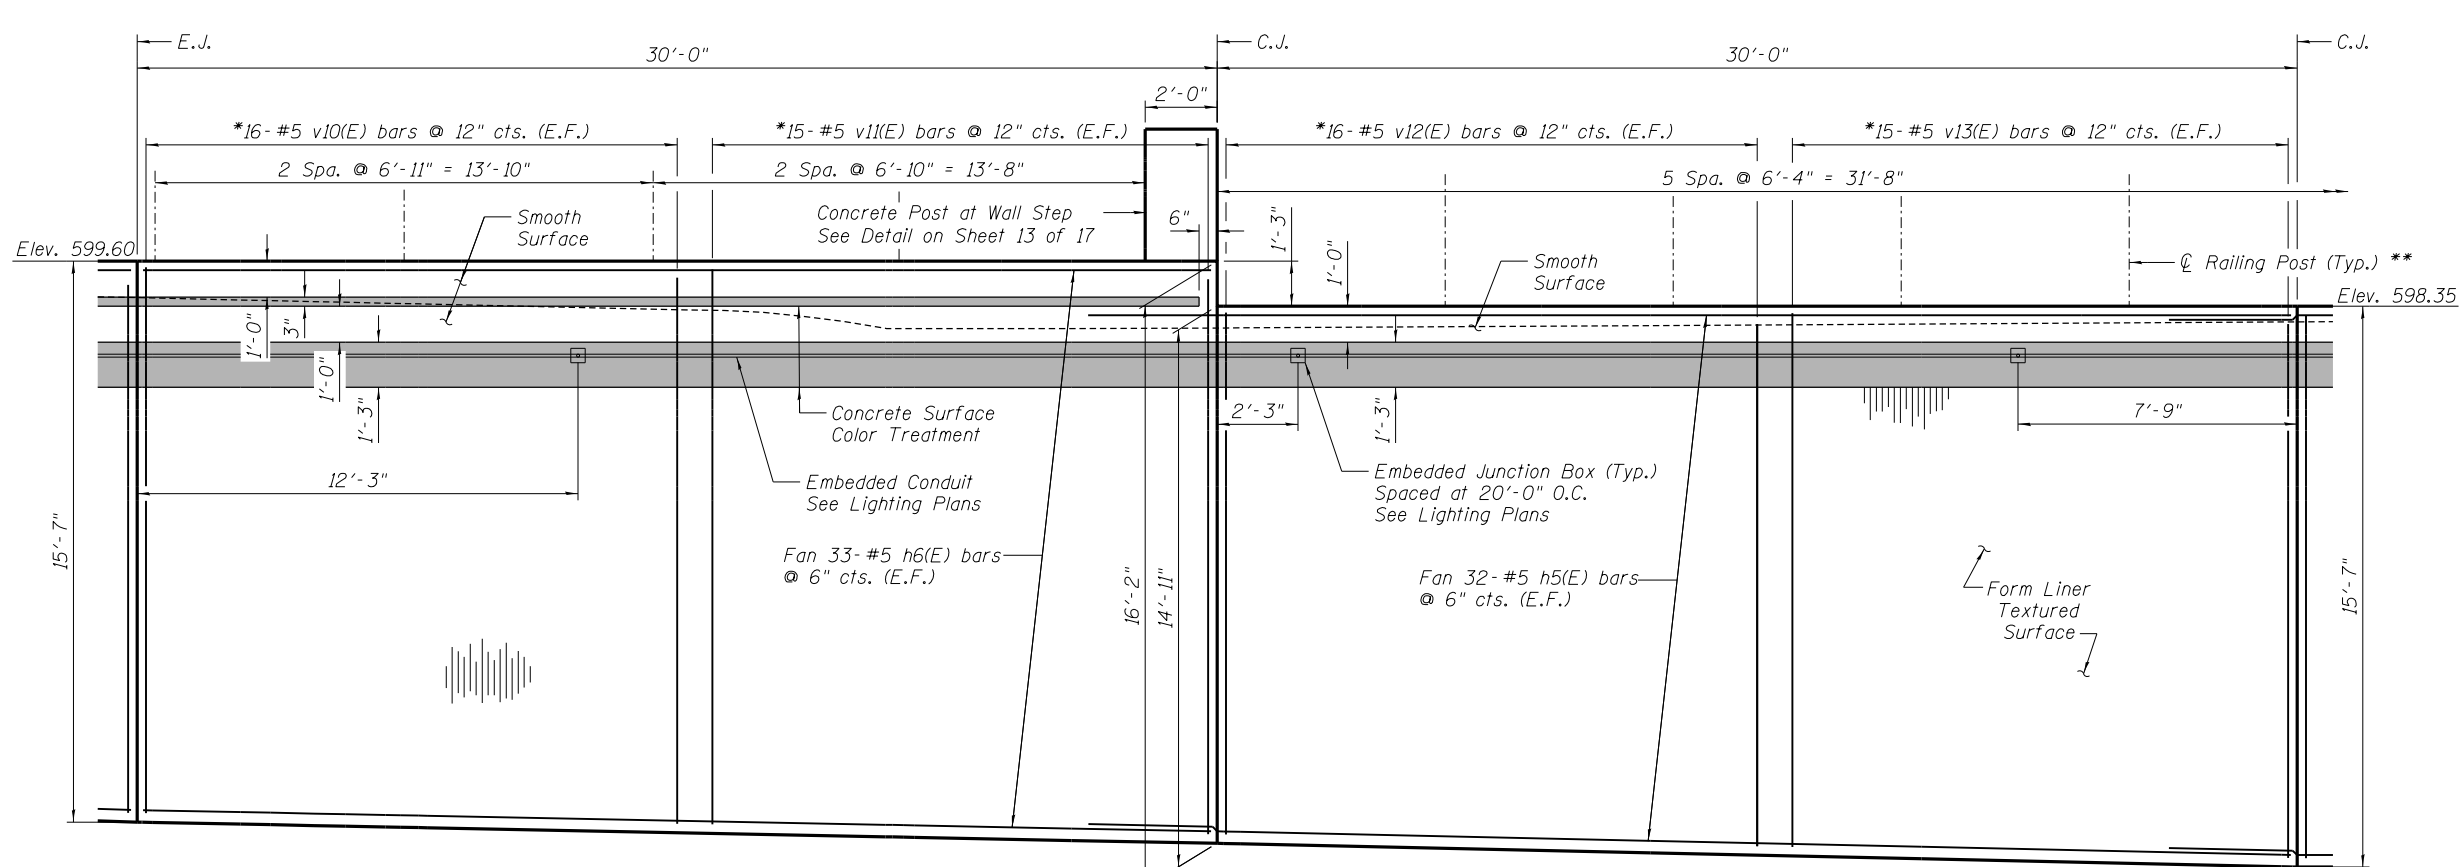 E.J.
C.J.
C.J.
30'-0"
30'-0"
2'-0"
*16-#5 v10(E) bars @ 12" cts. (E.F.)
*15-#5 v11(E) bars @ 12" cts. (E.F.)
*16-#5 v12(E) bars @ 12" cts. (E.F.)
*15-#5 v13(E) bars @ 12" cts. (E.F.)
2 Spa. @ 6'-11" = 13'-10"
2 Spa. @ 6'-10" = 13'-8"
5 Spa. @ 6'-4" = 31'-8"
Smooth
Surface
Concrete Post at Wall Step
See Detail on Sheet 13 of 17
6"
1'-3"
1'-0"
Smooth
Surface
℄ Railing Post (Typ.) **
Elev. 599.60
Elev. 598.35
1'-0"
3"
1'-0"
1'-3"
Concrete Surface
Color Treatment
2'-3"
1'-3"
7'-9"
12'-3"
Embedded Conduit
See Lighting Plans
Embedded Junction Box (Typ.)
Spaced at 20'-0" O.C.
See Lighting Plans
15'-7"
Fan 33-#5 h6(E) bars
@ 6" cts. (E.F.)
16'-2"
14'-11"
Fan 32-#5 h5(E) bars
@ 6" cts. (E.F.)
Form Liner
Textured
Surface
15'-7"